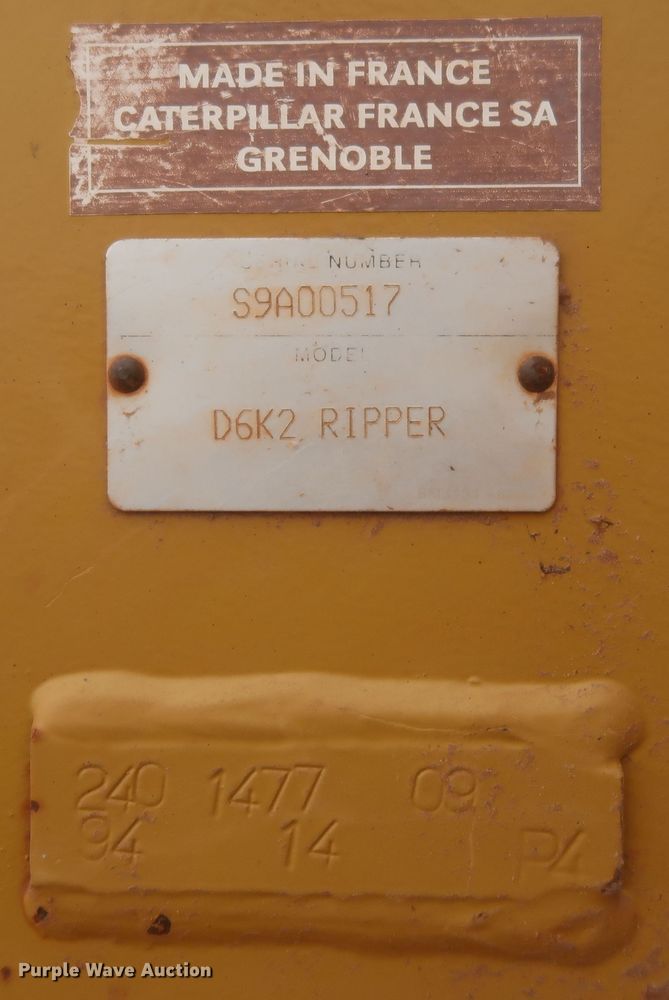 MADE IN FRANCE
CATERPILLAR FRANCE SA
GRENOBLE
NUMBER
S9A00517
MODEL
D6K2 RIPPER
240 1477 09
94 14 P4
Purple Wave Auction